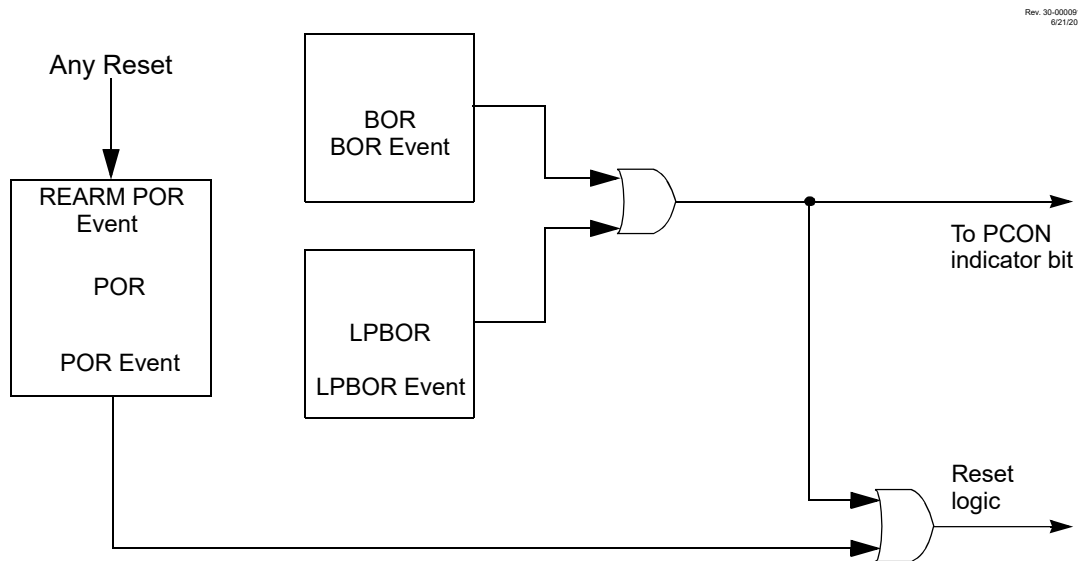 Rev. 30-00009
6/21/20
Any Reset
REARM POR
Event
POR
POR Event
BOR
BOR Event
LPBOR
LPBOR Event
To PCON
indicator bit
Reset
logic